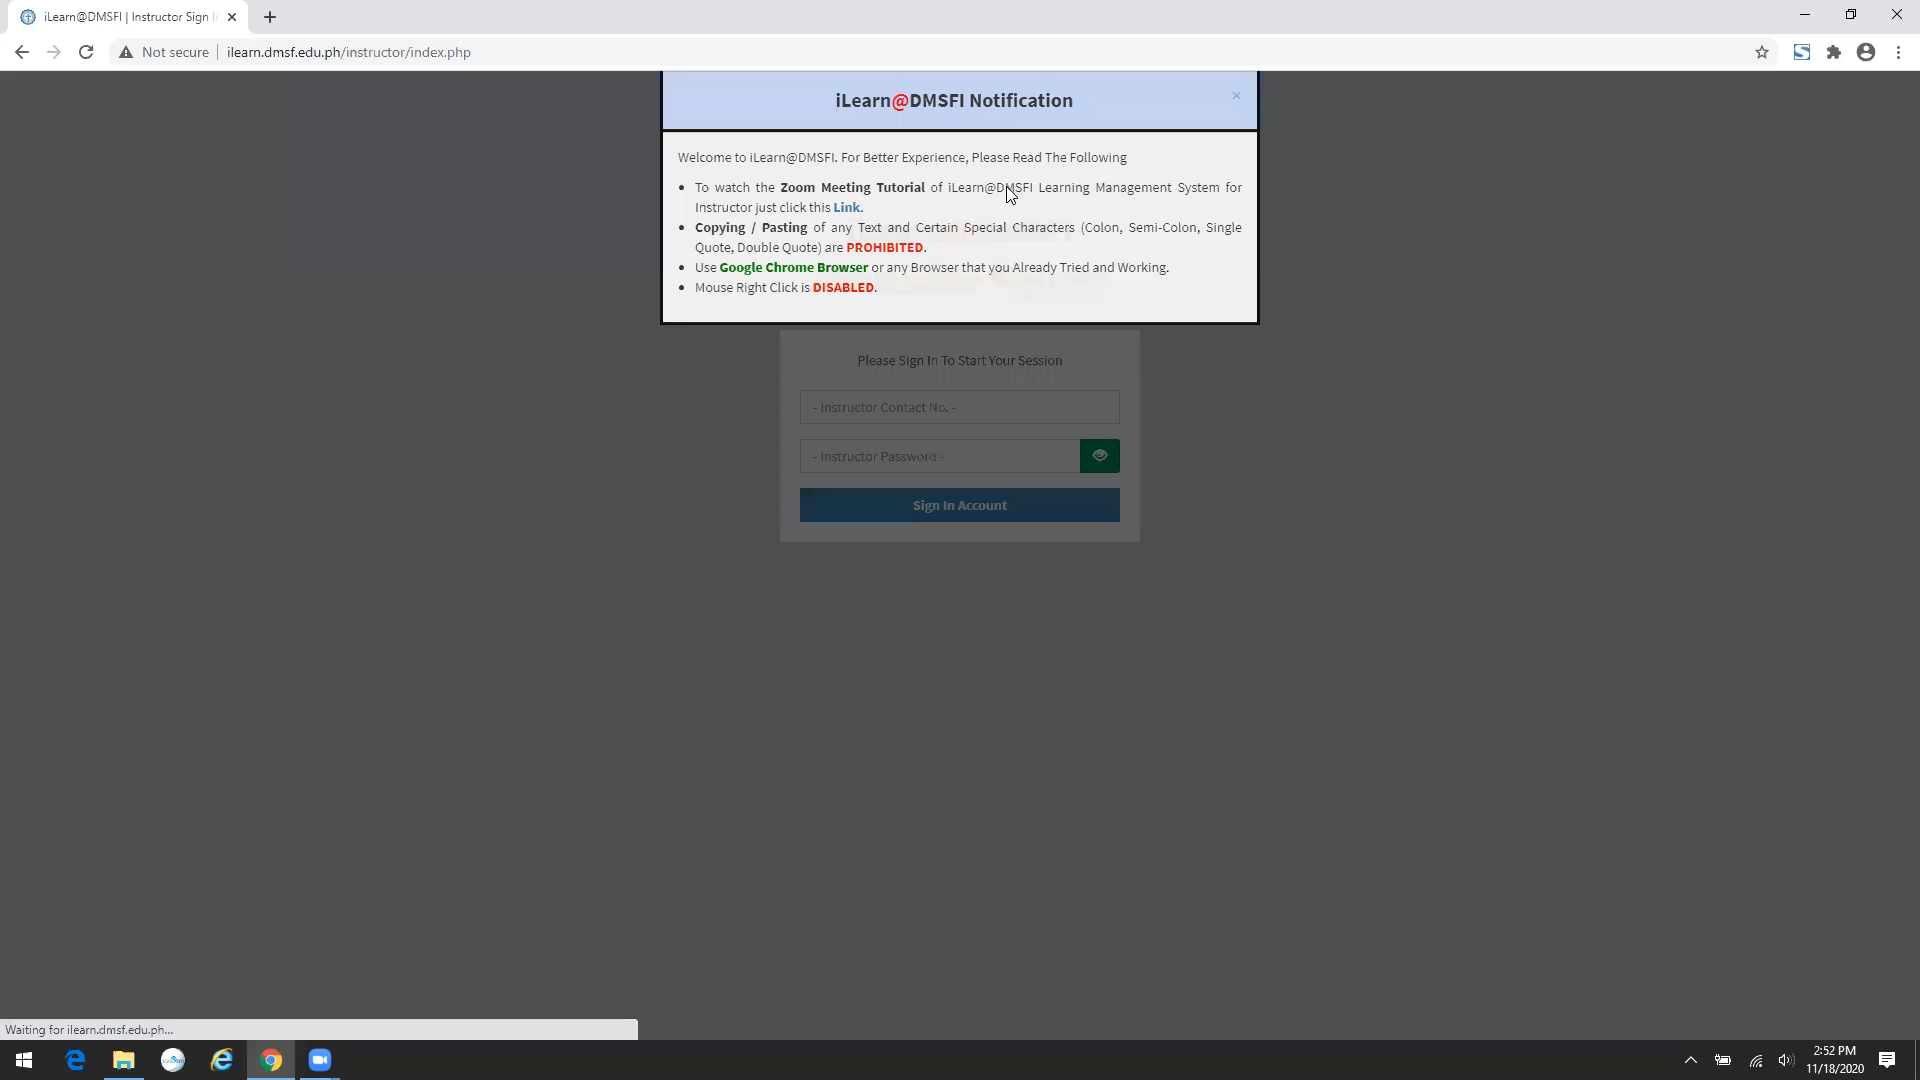 iLearn@DMSFI | Instructor Sign
Not secure
ilearn.dmsf.edu.ph/instructor/index.php
iLearn@DMSFI Notification
×
Welcome to iLearn@DMSFI. For Better Experience, Please Read The Following
• To watch the Zoom Meeting Tutorial of iLearn@DMSFI Learning Management System for
Instructor just click this Link.
• Copying / Pasting of any Text and Certain Special Characters (Colon, Semi-Colon, Single
Quote, Double Quote) are PROHIBITED.
• Use Google Chrome Browser or any Browser that you Already Tried and Working.
• Mouse Right Click is DISABLED.
Please Sign In To Start Your Session
- Instructor Contact No. -
- Instructor Password -
Sign In Account
Waiting for ilearn.dmsf.edu.ph...
2:52 PM
11/18/2020